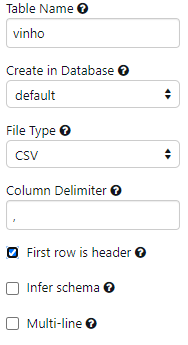 Table Name
vinho
Create in Database
default
File Type
CSV
Column Delimiter
,
First row is header
Infer schema
Multi-line